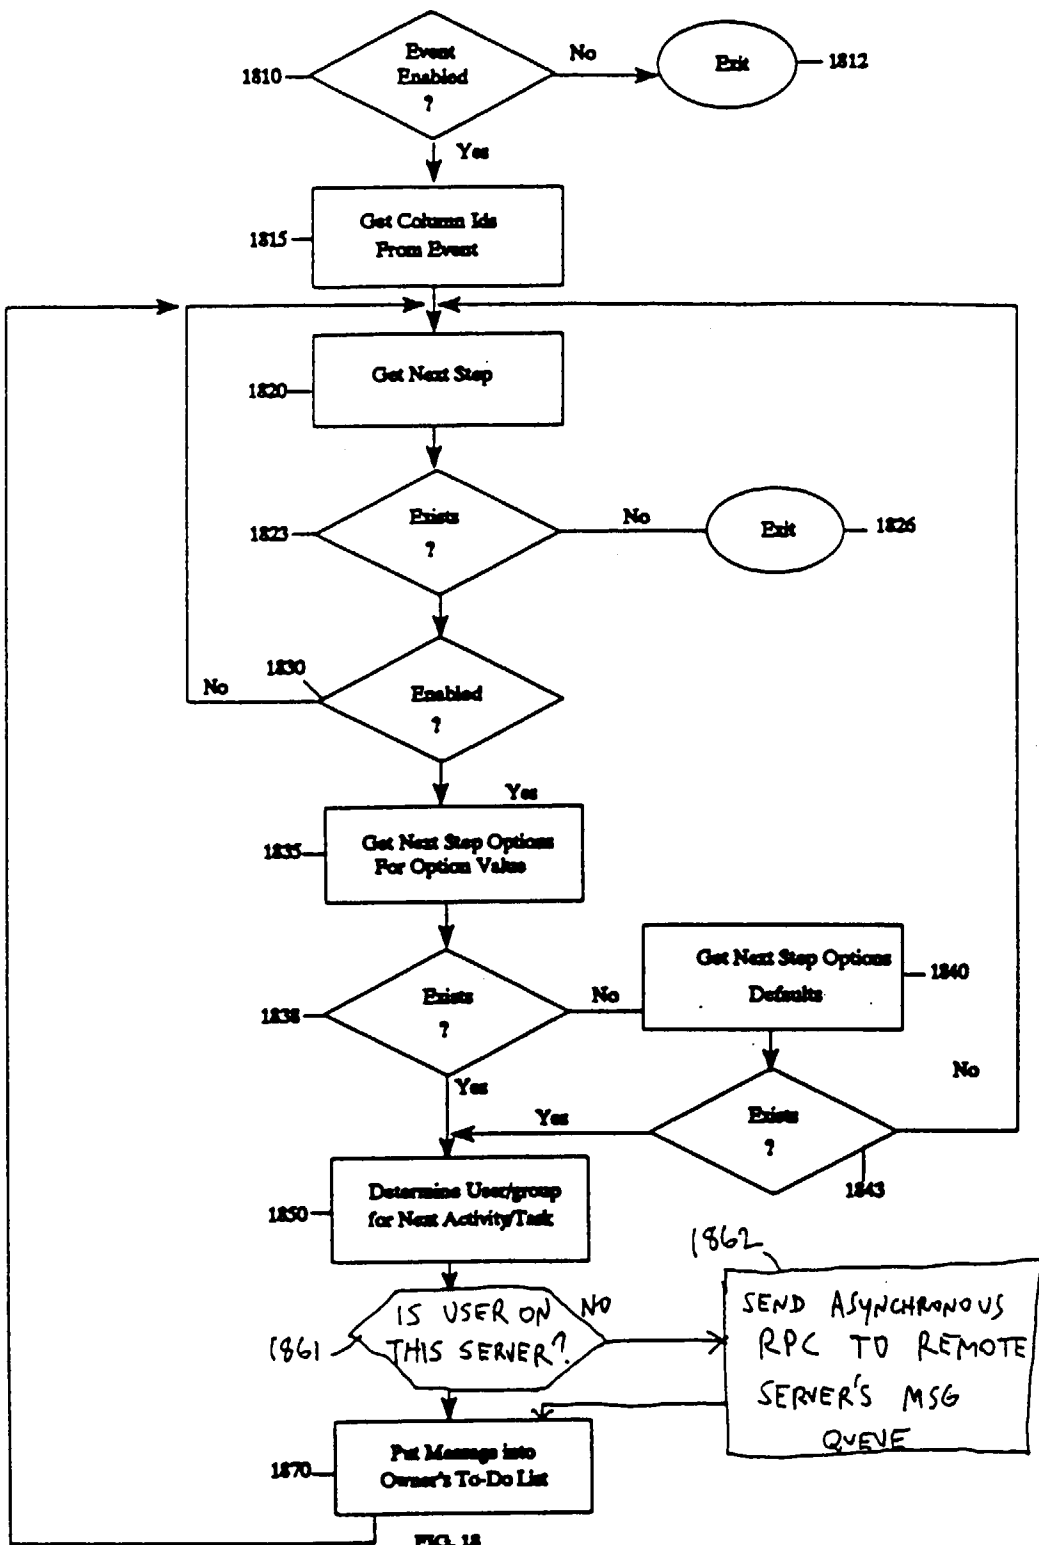 Event
Enabled
?
1810
No
Exit
1812
Yes
Get Column Ids
From Event
1815
Get Next Step
1820
Exists
?
1823
No
Exit
1826
1830
No
Enabled
?
Yes
Get Next Step Options
For Option Value
1835
Exists
?
1838
No
Get Next Step Options
Defaults
1840
Yes
Yes
Exists
?
No
1843
Determine User/group
for Next Activity/Task
1850
1862
IS USER ON
THIS SERVER?
NO
1861
SEND ASYNCHRONOUS
RPC TO REMOTE
SERVER'S MSG
QUEUE
Put Message into
Owner's To-Do List
1870
FIG. 18